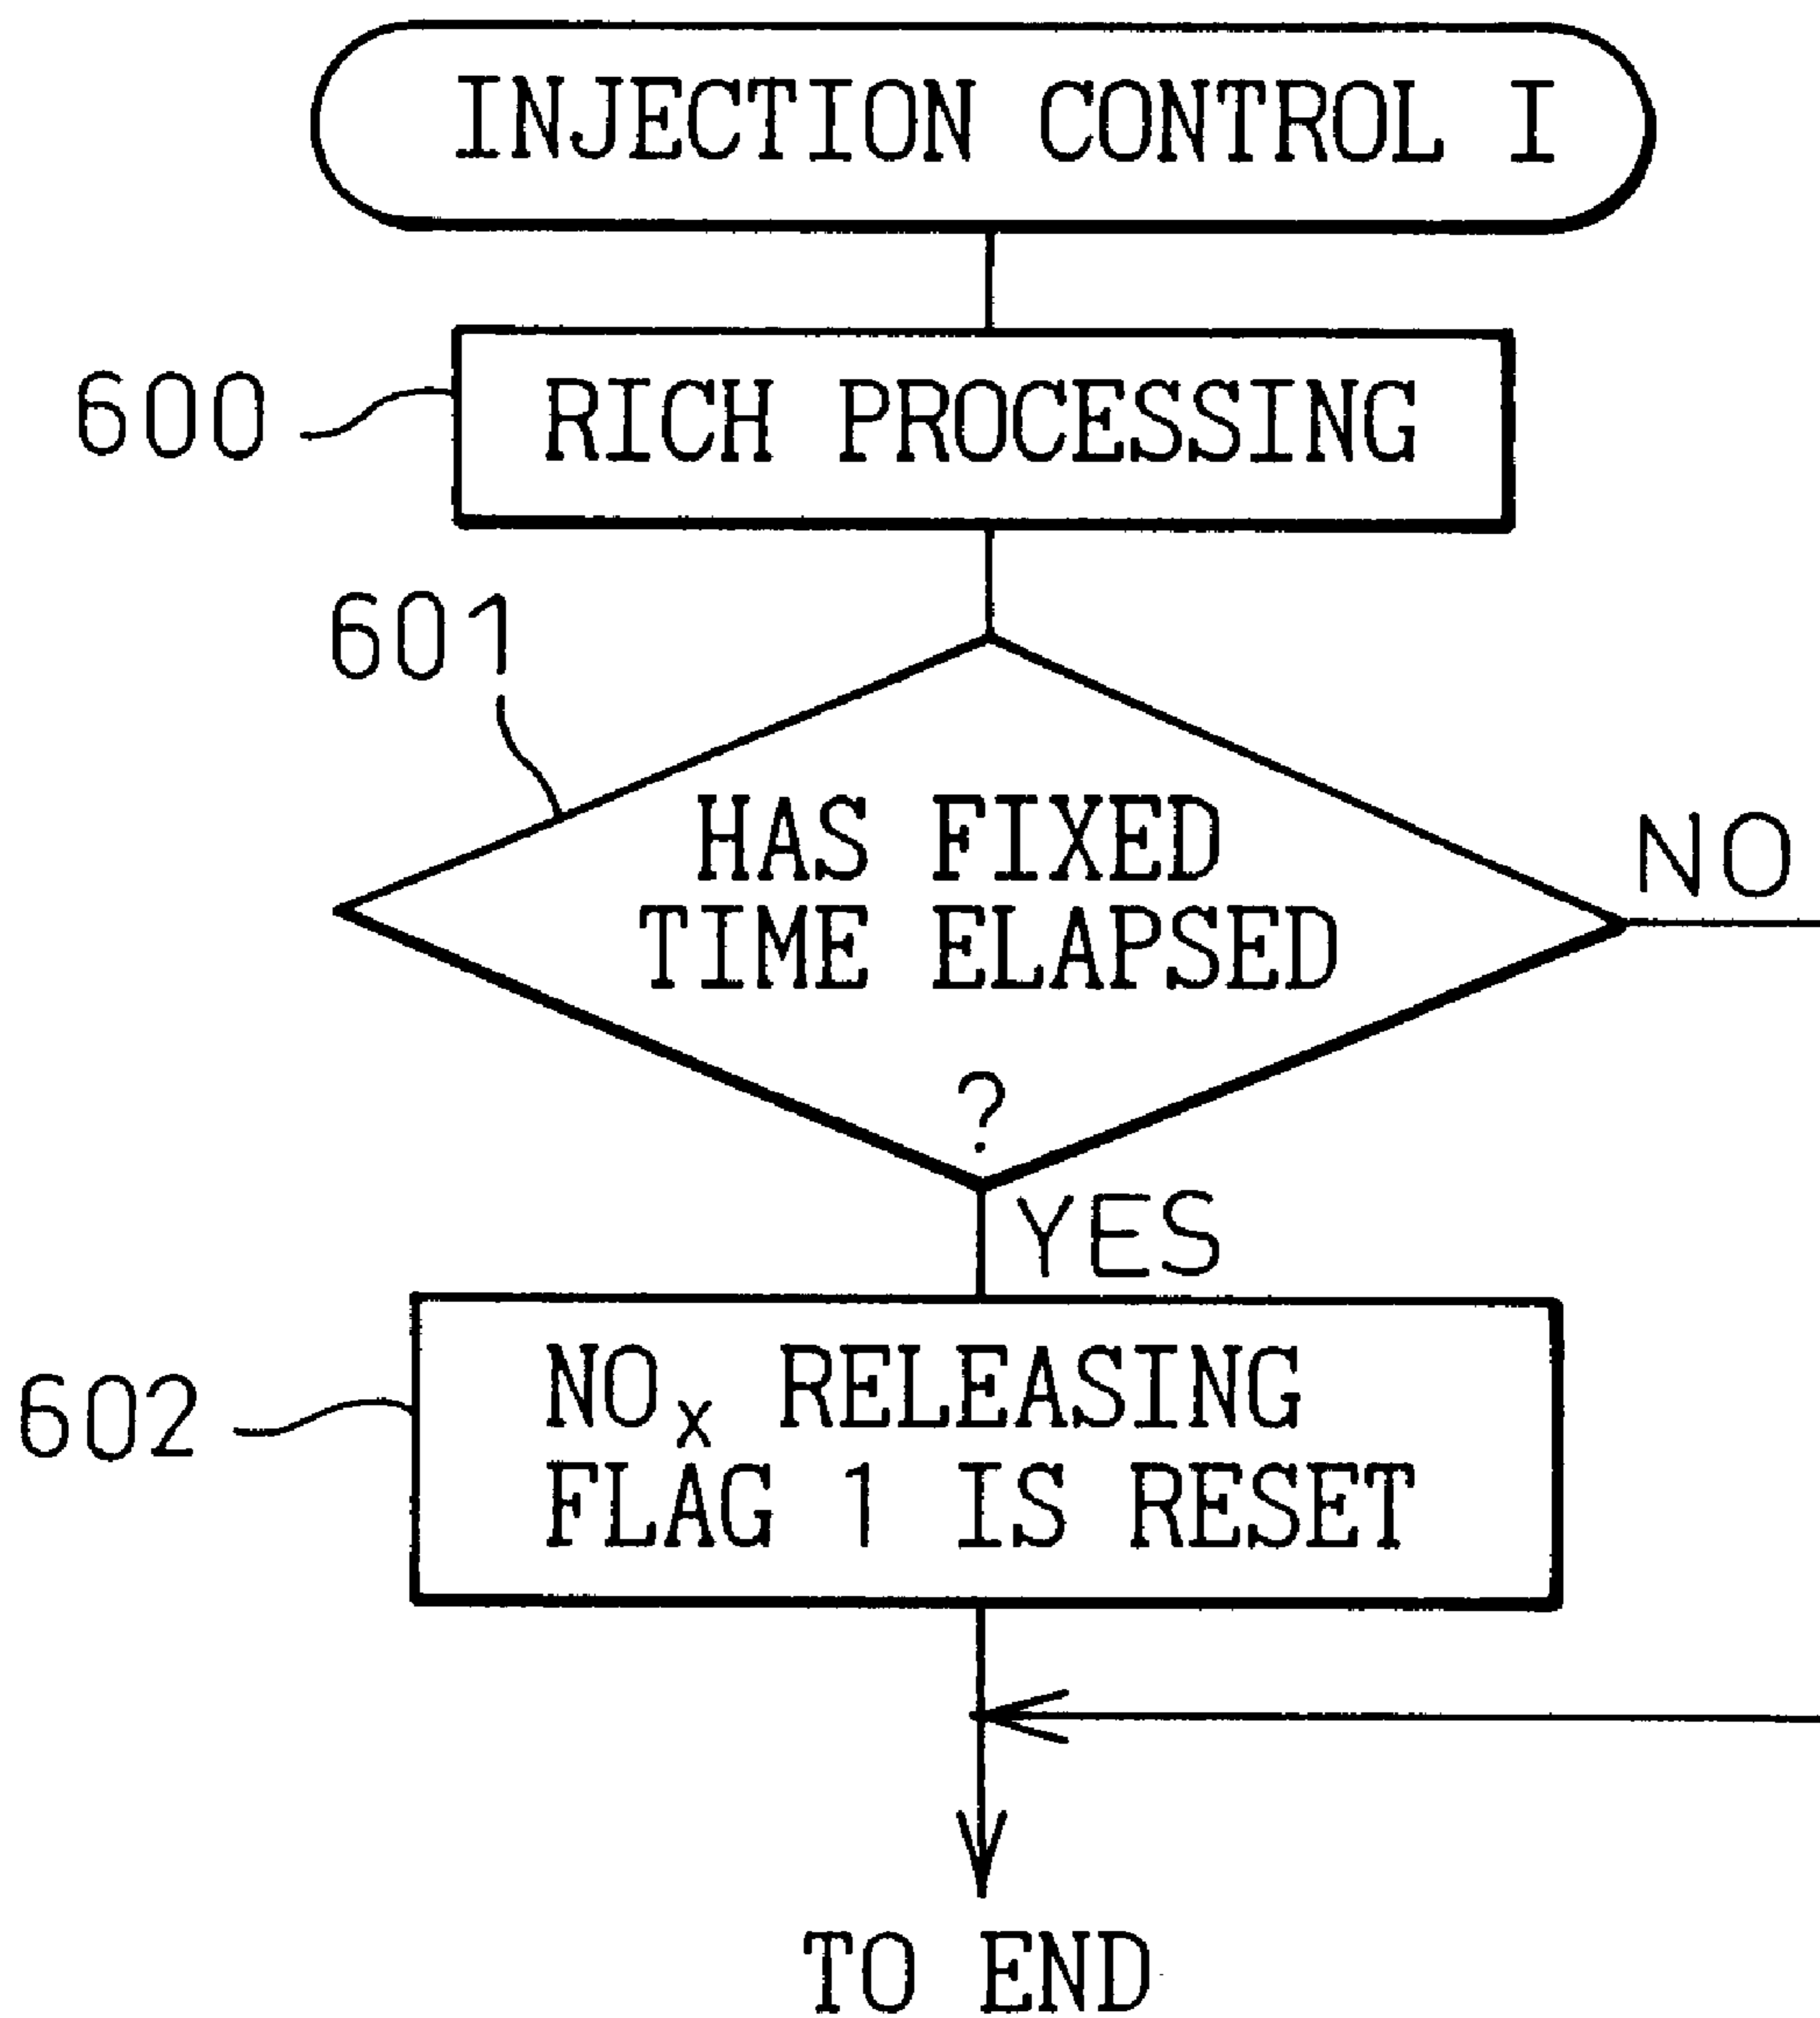 INJECTION CONTROL I
600
RICH PROCESSING
601
HAS FIXED
TIME ELAPSED
?
NO
YES
602
NOx RELEASING
FLAG 1 IS RESET
TO END